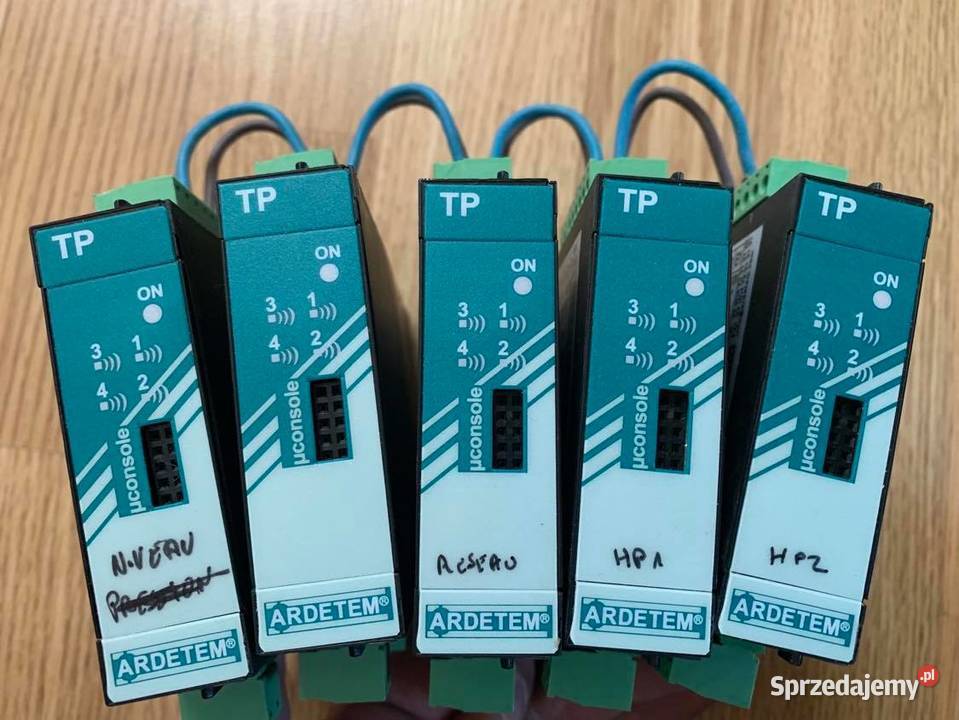 TP
ON
3 1
4 2
µconsole
NIVEAU
PRESSION
ARDETEM®
TP
ON
3 1
4 2
µconsole
ARDETEM®
TP
ON
3 1
4 2
µconsole
RESEAU
ARDETEM®
TP
ON
3 1
4 2
µconsole
HP1
ARDETEM®
TP
ON
3 1
4 2
µconsole
HP2
ARDETEM®
Sprzedajemy.pl